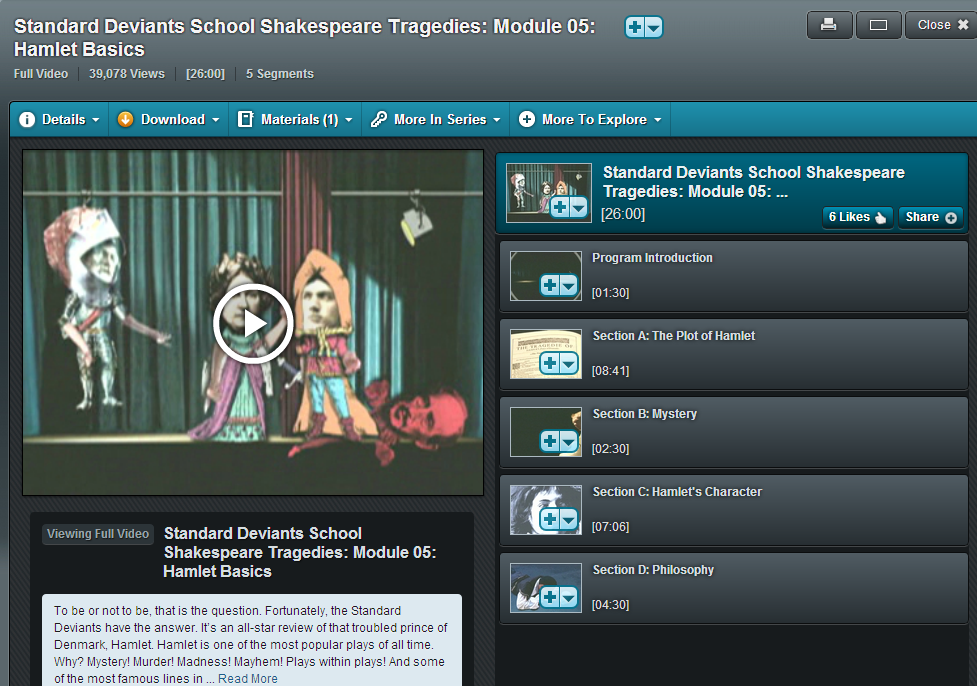 Standard Deviants School Shakespeare Tragedies: Module 05:
Hamlet Basics
Full Video 39,078 Views [26:00] 5 Segments
Close
Details
Download
Materials (1)
More In Series
More To Explore
Standard Deviants School Shakespeare
Tragedies: Module 05: ...
[26:00]
6 Likes
Share
Program Introduction
[01:30]
Section A: The Plot of Hamlet
[08:41]
Section B: Mystery
[02:30]
Section C: Hamlet's Character
[07:06]
Section D: Philosophy
[04:30]
Viewing Full Video
Standard Deviants School
Shakespeare Tragedies: Module 05:
Hamlet Basics
To be or not to be, that is the question. Fortunately, the Standard
Deviants have the answer. It's an all-star review of that troubled prince of
Denmark, Hamlet. Hamlet is one of the most popular plays of all time.
Why? Mystery! Murder! Madness! Mayhem! Plays within plays! And some
of the most famous lines in ... Read More